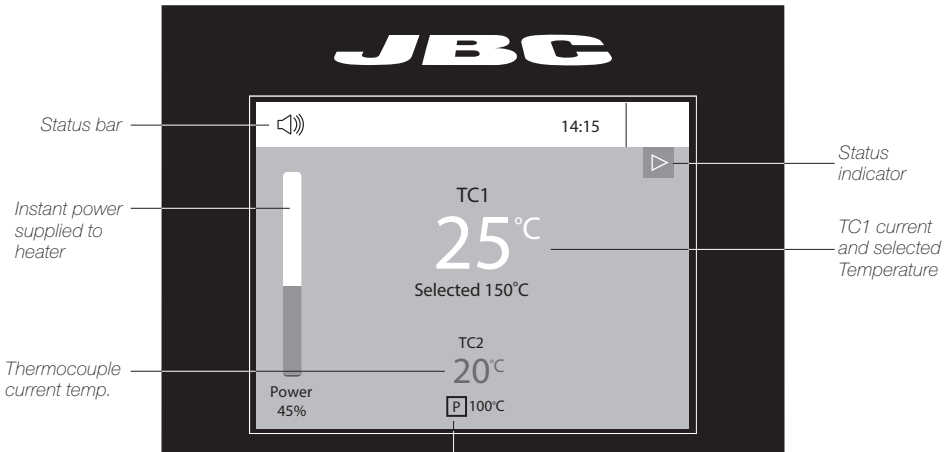 JBC
Status bar
14:15
Status
indicator
Instant power
supplied to
heater
TC1
25°C
Selected 150°C
TC1 current
and selected
Temperature
TC2
20°C
Thermocouple
current temp.
Power
45%
P 100°C